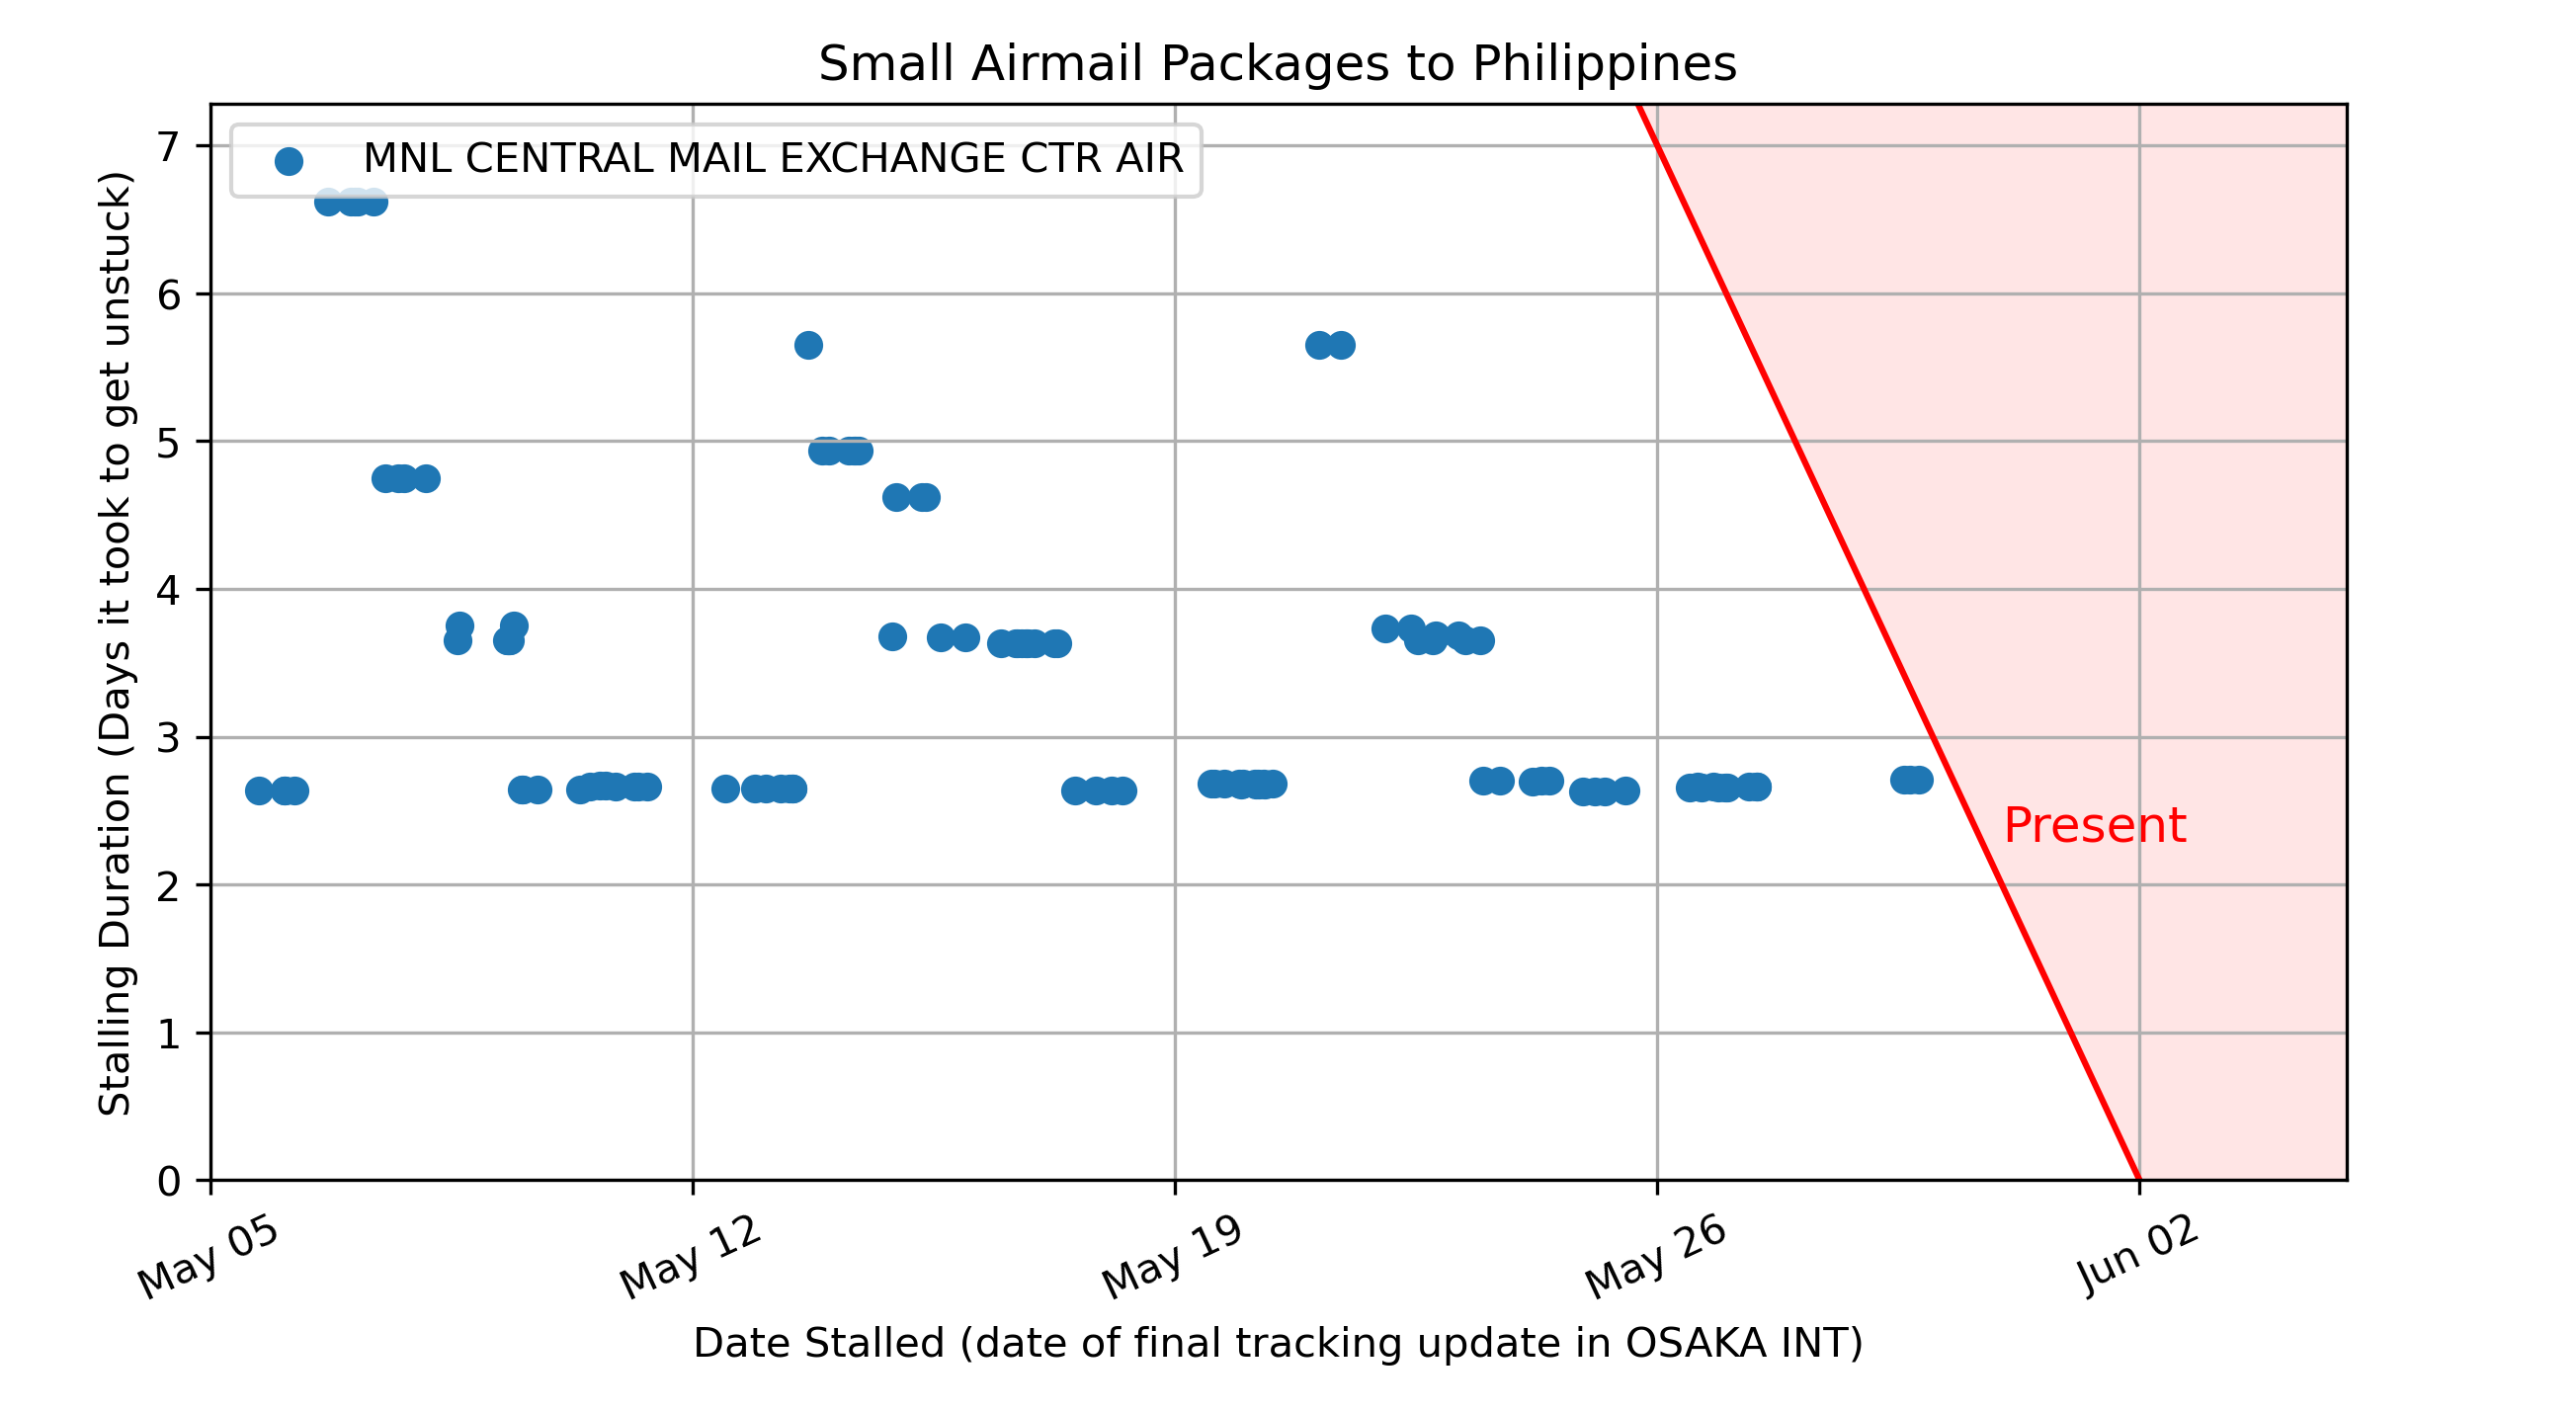 Small Airmail Packages to Philippines
MNL CENTRAL MAIL EXCHANGE CTR AIR
Stalling Duration (Days it took to get unstuck)
7
6
5
4
3
2
1
0
Present
May 05
May 12
May 19
May 26
Jun 02
Date Stalled (date of final tracking update in OSAKA INT)